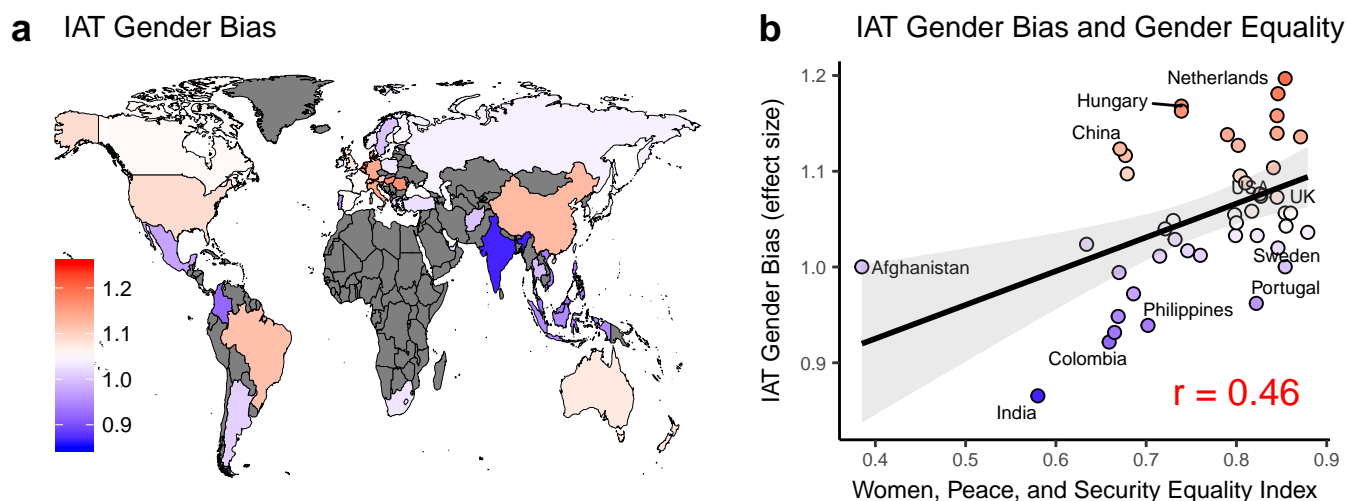 a IAT Gender Bias
1.2
1.1
1.0
0.9
b IAT Gender Bias and Gender Equality
IAT Gender Bias (effect size)
1.2
1.1
1.0
0.9
Netherlands
Hungary
China
USA
UK
Afghanistan
Sweden
Portugal
Philippines
Colombia
India
r = 0.46
0.4 0.5 0.6 0.7 0.8 0.9
Women, Peace, and Security Equality Index